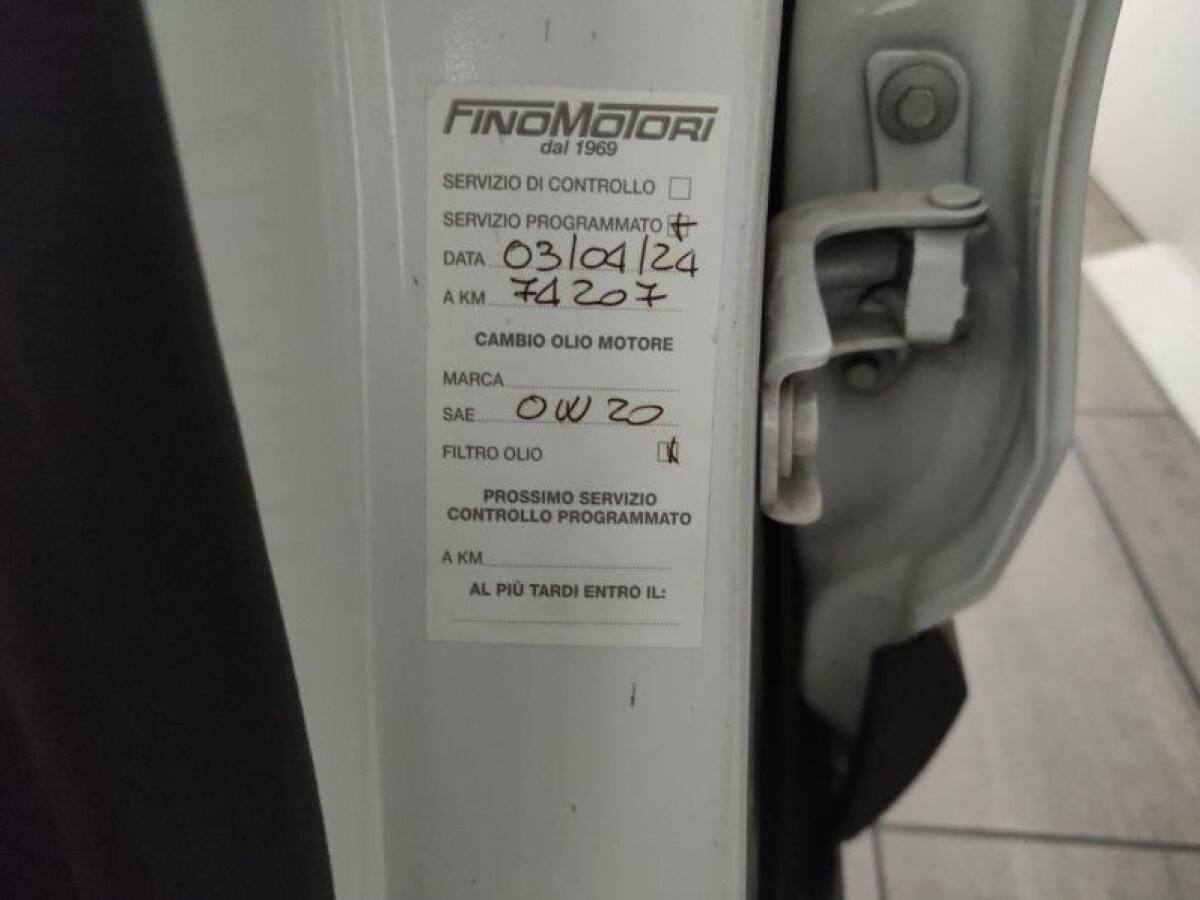 FINOMOTORI
dal 1969
SERVIZIO DI CONTROLLO
SERVIZIO PROGRAMMATO
DATA 03/04/24
A KM 74207
CAMBIO OLIO MOTORE
MARCA
SAE 0W20
FILTRO OLIO
PROSSIMO SERVIZIO
CONTROLLO PROGRAMMATO
A KM
AL PIÙ TARDI ENTRO IL: